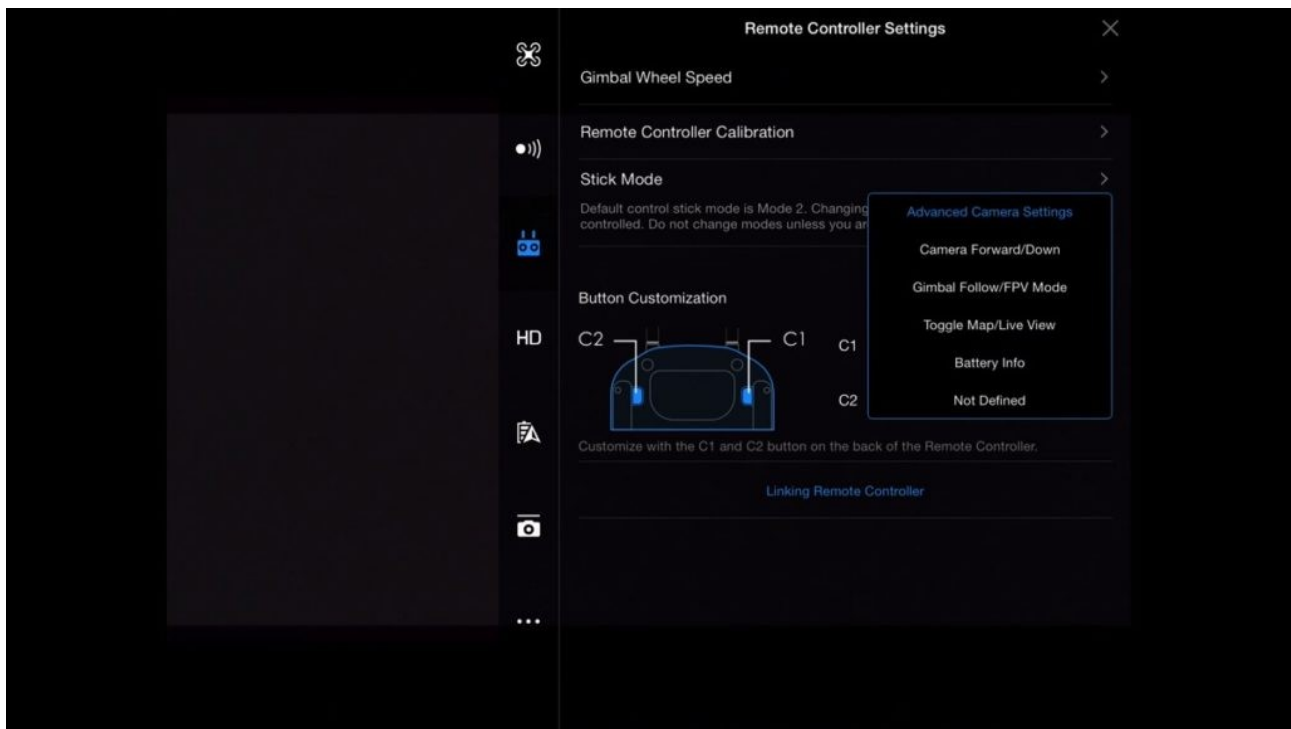 Remote Controller Settings
Gimbal Wheel Speed
Remote Controller Calibration
Stick Mode
Default control stick mode is Mode 2. Changing
controlled. Do not change modes unless you ar
Advanced Camera Settings
Camera Forward/Down
Gimbal Follow/FPV Mode
Toggle Map/Live View
Battery Info
Not Defined
Button Customization
HD
C2
C1
C1
C2
Customize with the C1 and C2 button on the back of the Remote Controller.
Linking Remote Controller